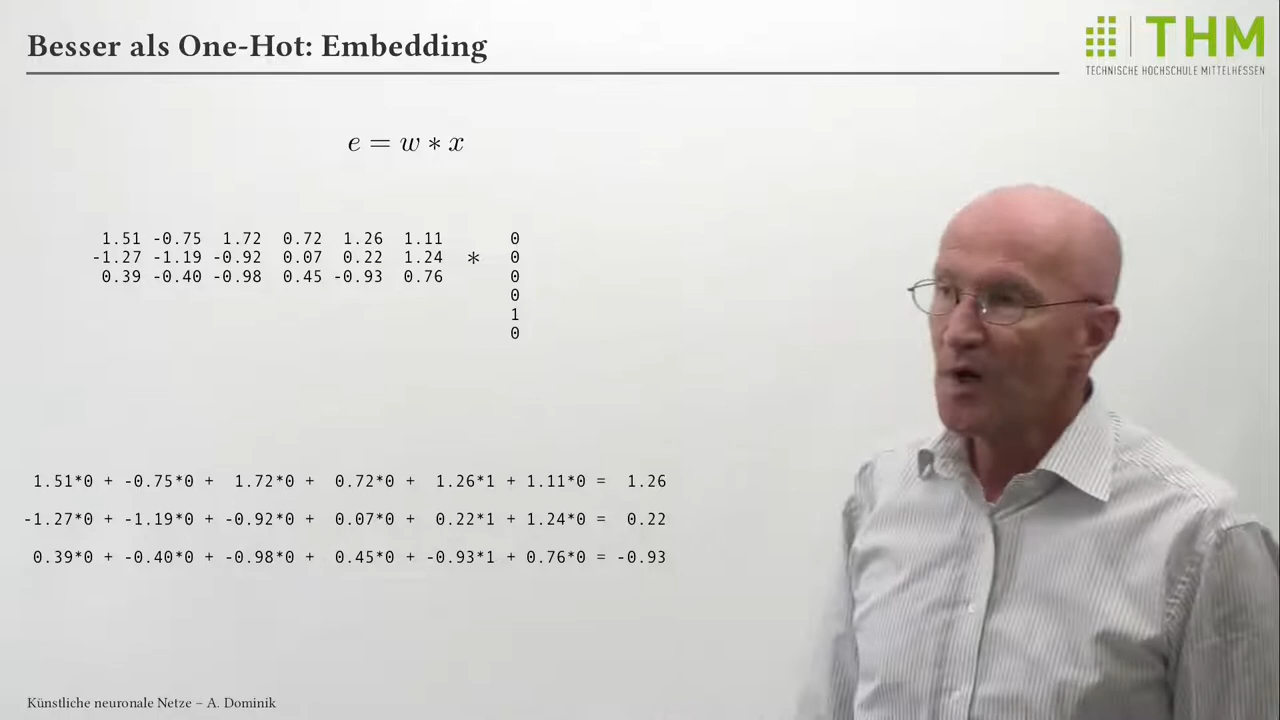 Besser als One-Hot: Embedding
THM
TECHNISCHE HOCHSCHULE MITTELHESSEN
e = w * x
1.51 -0.75 1.72 0.72 1.26 1.11 0
-1.27 -1.19 -0.92 0.07 0.22 1.24 * 0
0.39 -0.40 -0.98 0.45 -0.93 0.76 0
0
1
0
1.51*0 + -0.75*0 + 1.72*0 + 0.72*0 + 1.26*1 + 1.11*0 = 1.26
-1.27*0 + -1.19*0 + -0.92*0 + 0.07*0 + 0.22*1 + 1.24*0 = 0.22
0.39*0 + -0.40*0 + -0.98*0 + 0.45*0 + -0.93*1 + 0.76*0 = -0.93
Künstliche neuronale Netze – A. Dominik